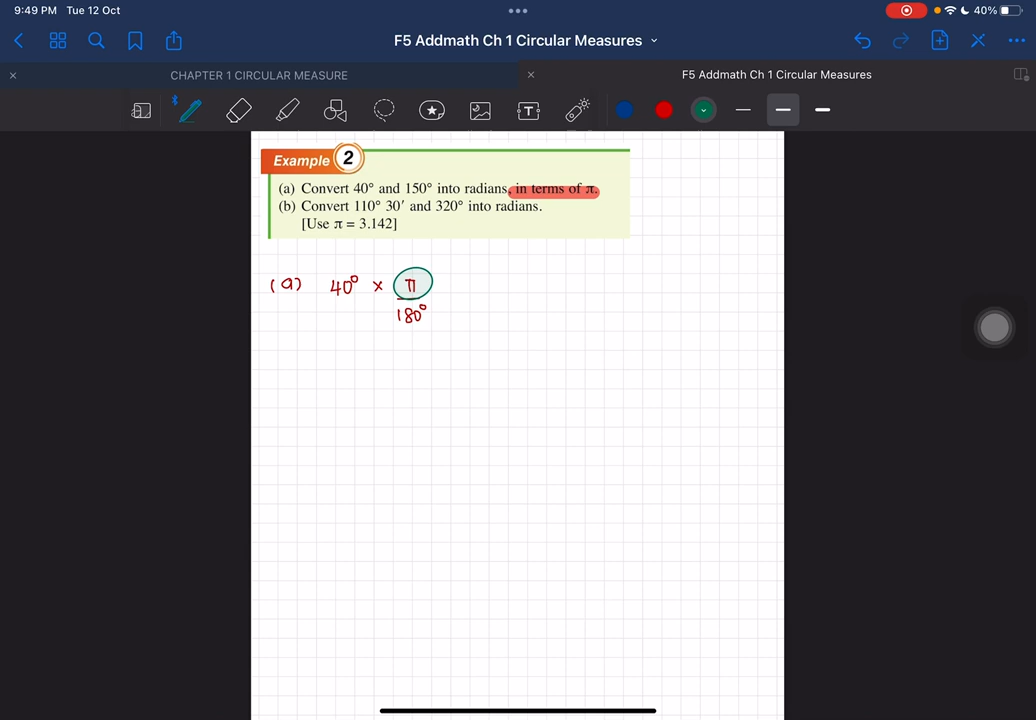 9:49 PM Tue 12 Oct
40%
F5 Addmath Ch 1 Circular Measures
CHAPTER 1 CIRCULAR MEASURE
F5 Addmath Ch 1 Circular Measures
T
Example 2
(a) Convert 40° and 150° into radians, in terms of π.
(b) Convert 110° 30′ and 320° into radians.
[Use π = 3.142]
(a) 40° × π
180°